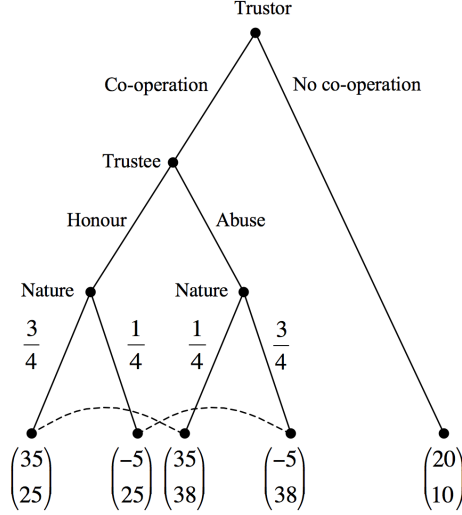 Trustor
Co-operation No co-operation
Trustee
Honour Abuse
Nature Nature
3/4 1/4 1/4 3/4
(35 (-5 (35 (-5 (20
25) 25) 38) 38) 10)